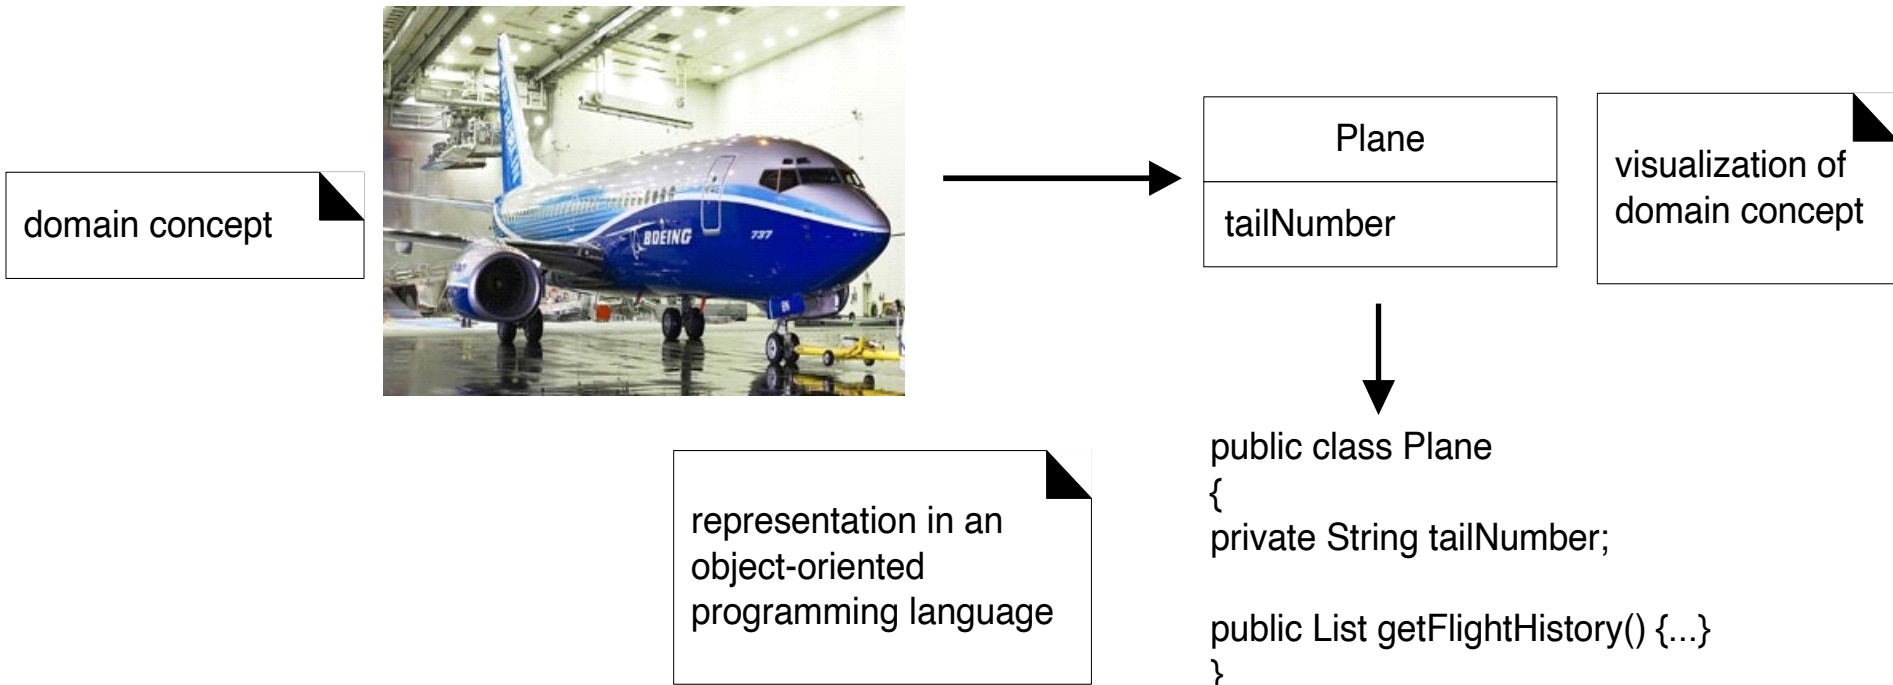 domain concept
BOEING
737
Plane
tailNumber
visualization of
domain concept
representation in an
object-oriented
programming language
public class Plane
{
private String tailNumber;
public List getFlightHistory() {...}
}